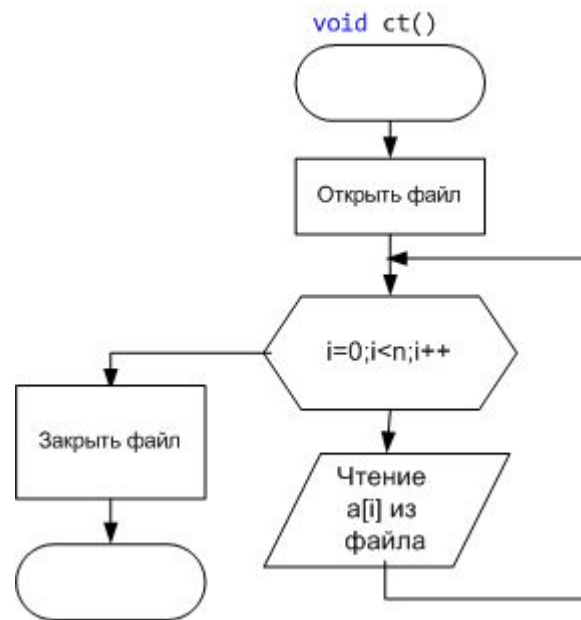 void ct()
Открыть файл
i=0;i<n;i++
Закрыть файл
Чтение
a[i] из
файла